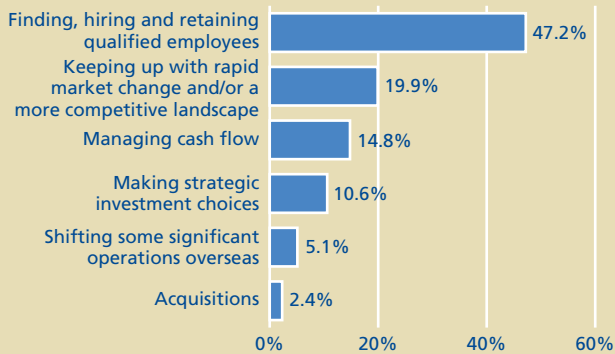 Finding, hiring and retaining
qualified employees
47.2%
Keeping up with rapid
market change and/or a
more competitive landscape
19.9%
Managing cash flow
14.8%
Making strategic
investment choices
10.6%
Shifting some significant
operations overseas
5.1%
Acquisitions
2.4%
0% 20% 40% 60%